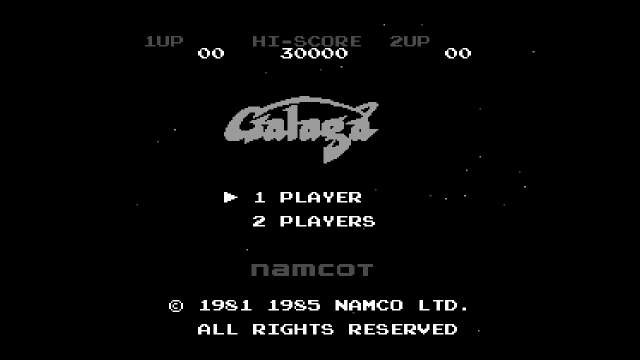 1UP HI-SCORE 2UP
00 30000 00
Galaga
1 PLAYER
2 PLAYERS
namcot
© 1981 1985 NAMCO LTD.
ALL RIGHTS RESERVED